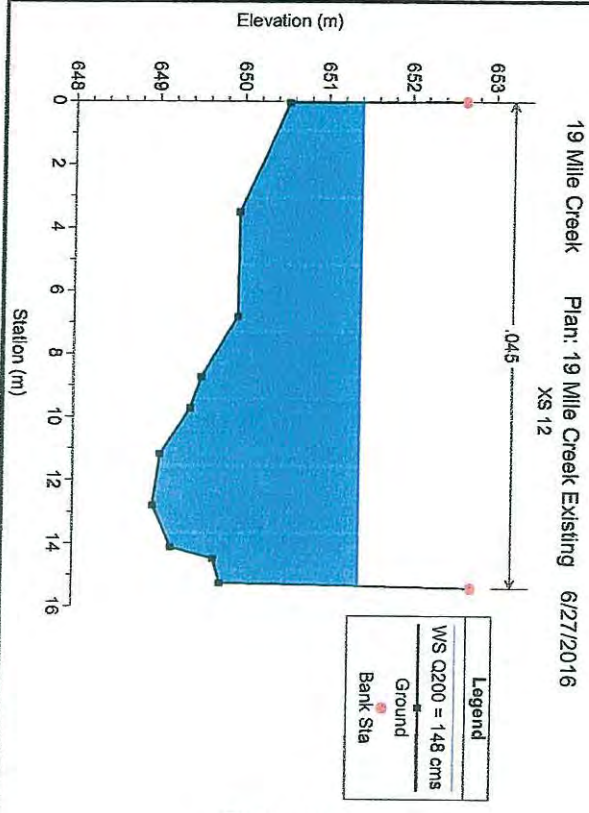 19 Mile Creek Plan: 19 Mile Creek Existing 6/27/2016
XS 12
.045
Elevation (m)
653
652
651
650
649
648
0
2
4
6
8
10
12
14
16
Station (m)
Legend
WS Q200 = 148 cms
Ground
Bank Sta